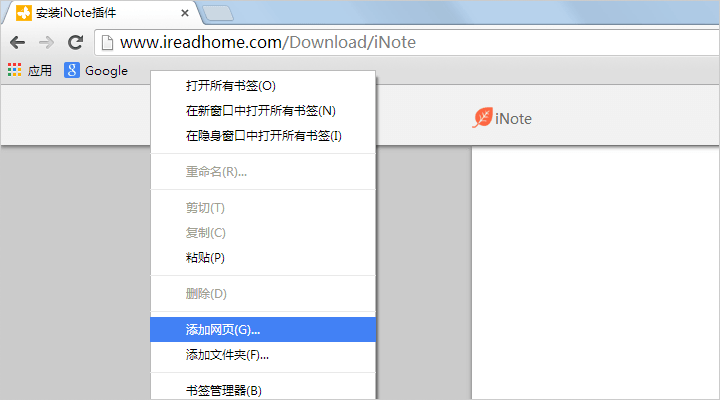 安装iNote插件
www.ireadhome.com/Download/iNote
应用 Google
打开所有书签(O)
在新窗口中打开所有书签(N)
在隐身窗口中打开所有书签(I)
iNote
重命名(R)...
剪切(T)
复制(C)
粘贴(P)
删除(D)
添加网页(G)...
添加文件夹(F)...
书签管理器(B)